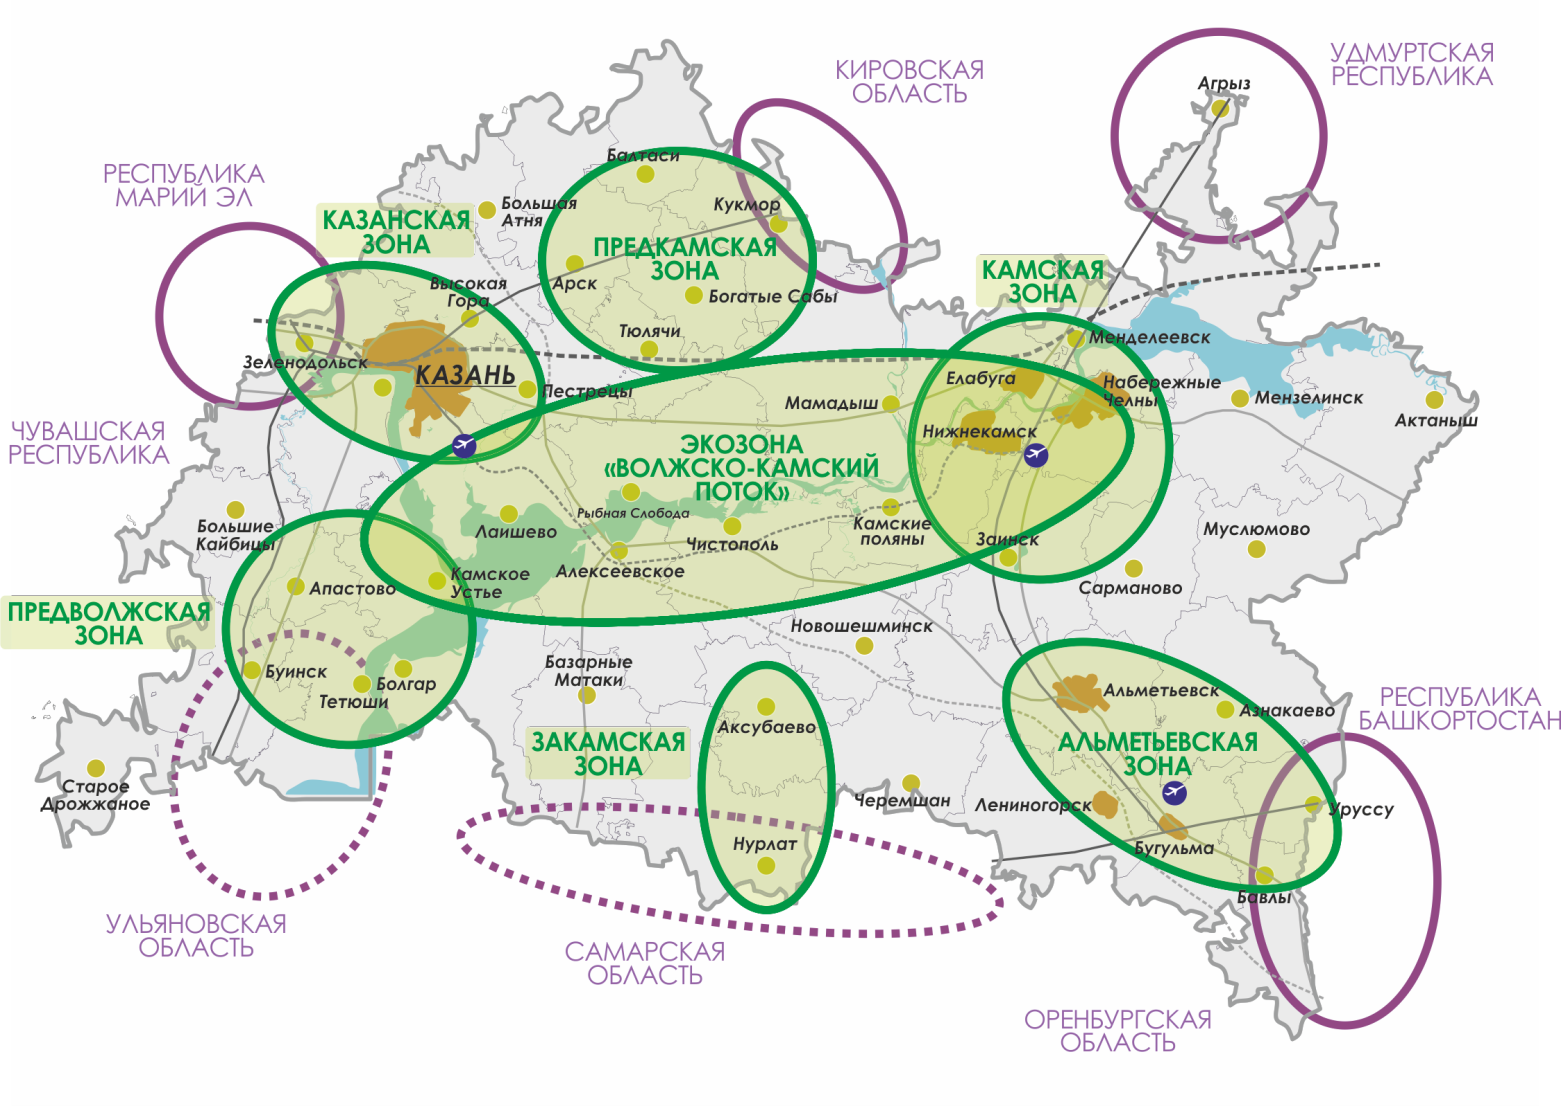 УДМУРТСКАЯ
РЕСПУБЛИКА
КИРОВСКАЯ
ОБЛАСТЬ
Агрыз
РЕСПУБЛИКА
МАРИЙ ЭЛ
Балтаси
Большая
Атня
Кукмор
КАЗАНСКАЯ
ЗОНА
ПРЕДКАМСКАЯ
ЗОНА
КАМСКАЯ
ЗОНА
Высокая
Гора
Арск
Богатые Сабы
Тюлячи
Менделеевск
Зеленодольск
КАЗАНЬ
Пестрецы
Елабуга
Набережные
Челны
Мамадыш
Мензелинск
Актаныш
ЧУВАШСКАЯ
РЕСПУБЛИКА
Нижнекамск
ЭКОЗОНА
«ВОЛЖСКО-КАМСКИЙ
ПОТОК»
Рыбная Слобода
Большие
Кайбицы
Лаишево
Чистополь
Камские
поляны
Заинск
Муслюмово
Алексеевское
Камское
Устье
Апастово
Сарманово
ПРЕДВОЛЖСКАЯ
ЗОНА
Новошешминск
Буинск
Болгар
Тетюши
Базарные
Матаки
Альметьевск
Азнакаево
РЕСПУБЛИКА
БАШКОРТОСТАН
Аксубаево
ЗАКАМСКАЯ
ЗОНА
АЛЬМЕТЬЕВСКАЯ
ЗОНА
Старое
Дрожжаное
Черемшан
Лениногорск
Уруссу
Нурлат
Бугульма
Бавлы
УЛЬЯНОВСКАЯ
ОБЛАСТЬ
САМАРСКАЯ
ОБЛАСТЬ
ОРЕНБУРГСКАЯ
ОБЛАСТЬ